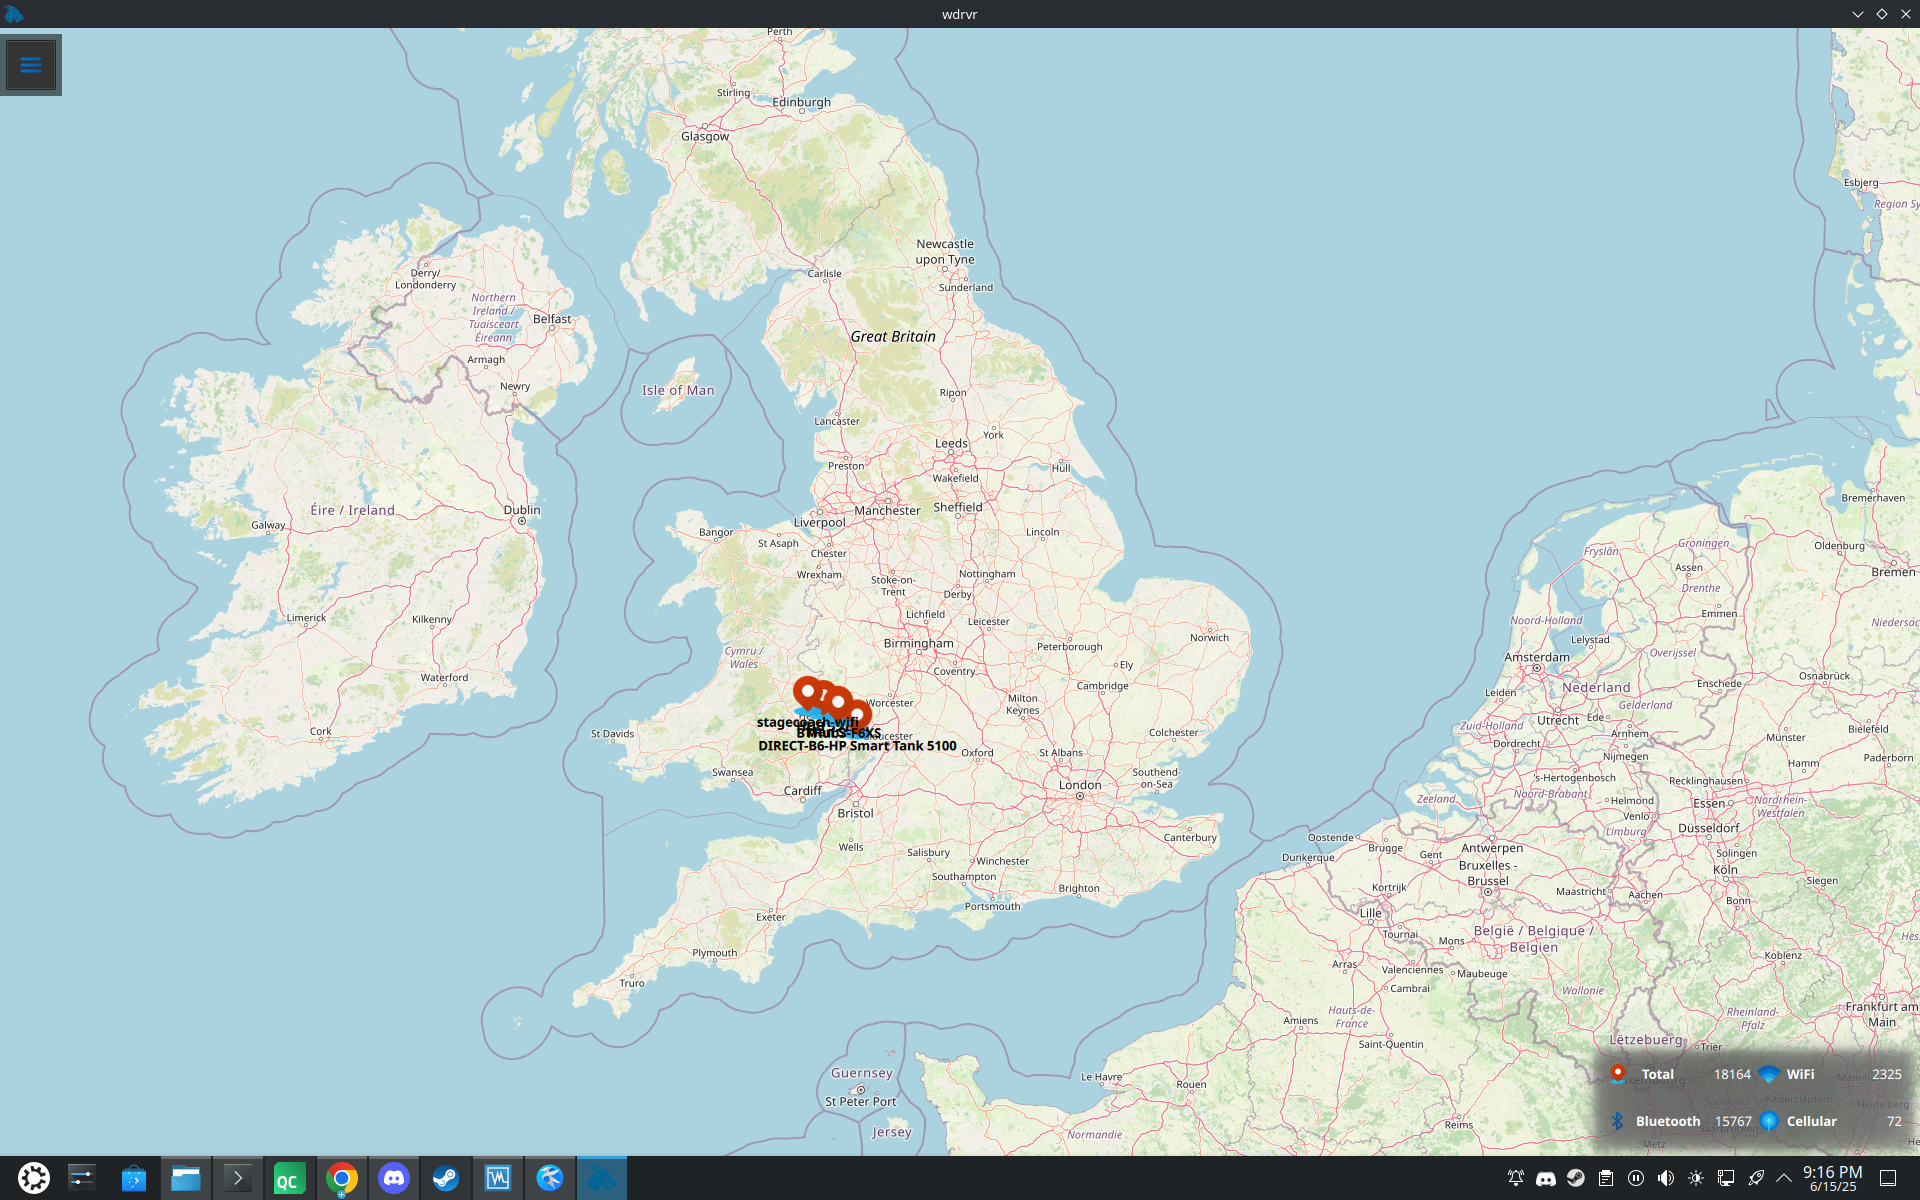 wdrvr
Perth
Stirling
Edinburgh
Glasgow
Esbjerg
Region Sy
Newcastle
upon Tyne
Derry/
Londonderry
Carlisle
Sunderland
Northern
Ireland /
Tuaisceart
Éireann
Belfast
Great Britain
Armagh
Newry
Isle of Man
Ripon
Lancaster
York
Leeds
Preston
Hull
Wakefield
Bremerhaven
Éire / Ireland
Dublin
Manchester
Sheffield
Galway
Liverpool
Bangor
Lincoln
St Asaph
Chester
Groningen
Fryslân
Oldenburg
Assen
Bremen
Wrexham
Stoke-on-
Trent
Nottingham
Derby
Drenthe
Lichfield
Leicester
Emmen
Limerick
Kilkenny
Noord-Holland
Niedersac
Birmingham
Peterborough
Norwich
Lelystad
Cymru /
Wales
Overijssel
Amsterdam
Ely
Coventry
Waterford
Cambridge
Enschede
Osnabrück
Leiden
Nederland
Worcester
Milton
Keynes
Gelderland
Utrecht
Ede
Zuid-Holland
Arnhem
stagecoach-wifi
Cork
St Davids
Colchester
Bielefeld
Münster
Dortmund
DIRECT-B6-HP Smart Tank 5100
Oxford
St Albans
Nijmegen
Paderborn
Swansea
Southend-
on-Sea
's-Hertogenbosch
Hamm
Recklinghausen
Cardiff
London
Noord-Brabant
Zeeland
Helmond
Essen
Nordrhein-
Westfalen
Bristol
Venlo
Canterbury
Oostende
Limburg
Düsseldorf
Wells
Brugge
Antwerpen
Salisbury
Winchester
Dunkerque
Gent
Solingen
Bruxelles -
Brussel
Köln
Southampton
Siegen
Brighton
Kortrijk
Maastricht
Aachen
Bonn
Portsmouth
Lille
Exeter
Tournai
België / Belgique /
Belgien
Mons
Plymouth
Koblenz
Arras
Valenciennes
Maubeuge
Truro
Cambrai
Wallonie
Frankfurt am
Main
Hauts-de-
France
Rheinland-
Pfalz
Amiens
Lëtzebuerg
Saint-Quentin
Trier
Guernsey
Le Havre
Rouen
St Peter Port
Total 18164 WiFi 2325
Bluetooth 15767 Cellular 72
Reims
Jersey
Normandie
Metz
QC
9:16 PM
6/15/25